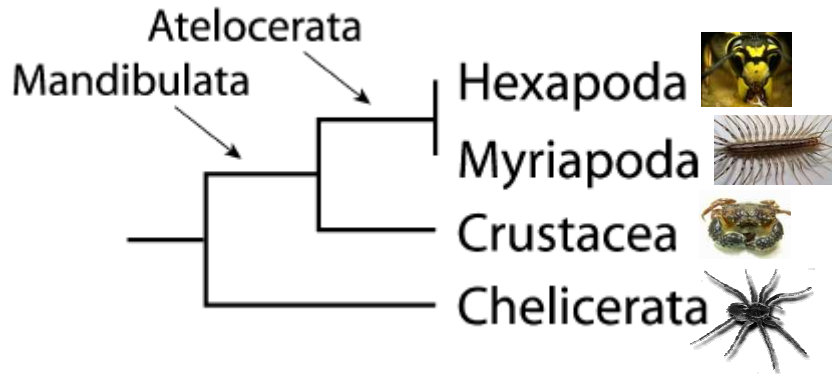 Atelocerata
Mandibulata
Hexapoda
Myriapoda
Crustacea
Chelicerata